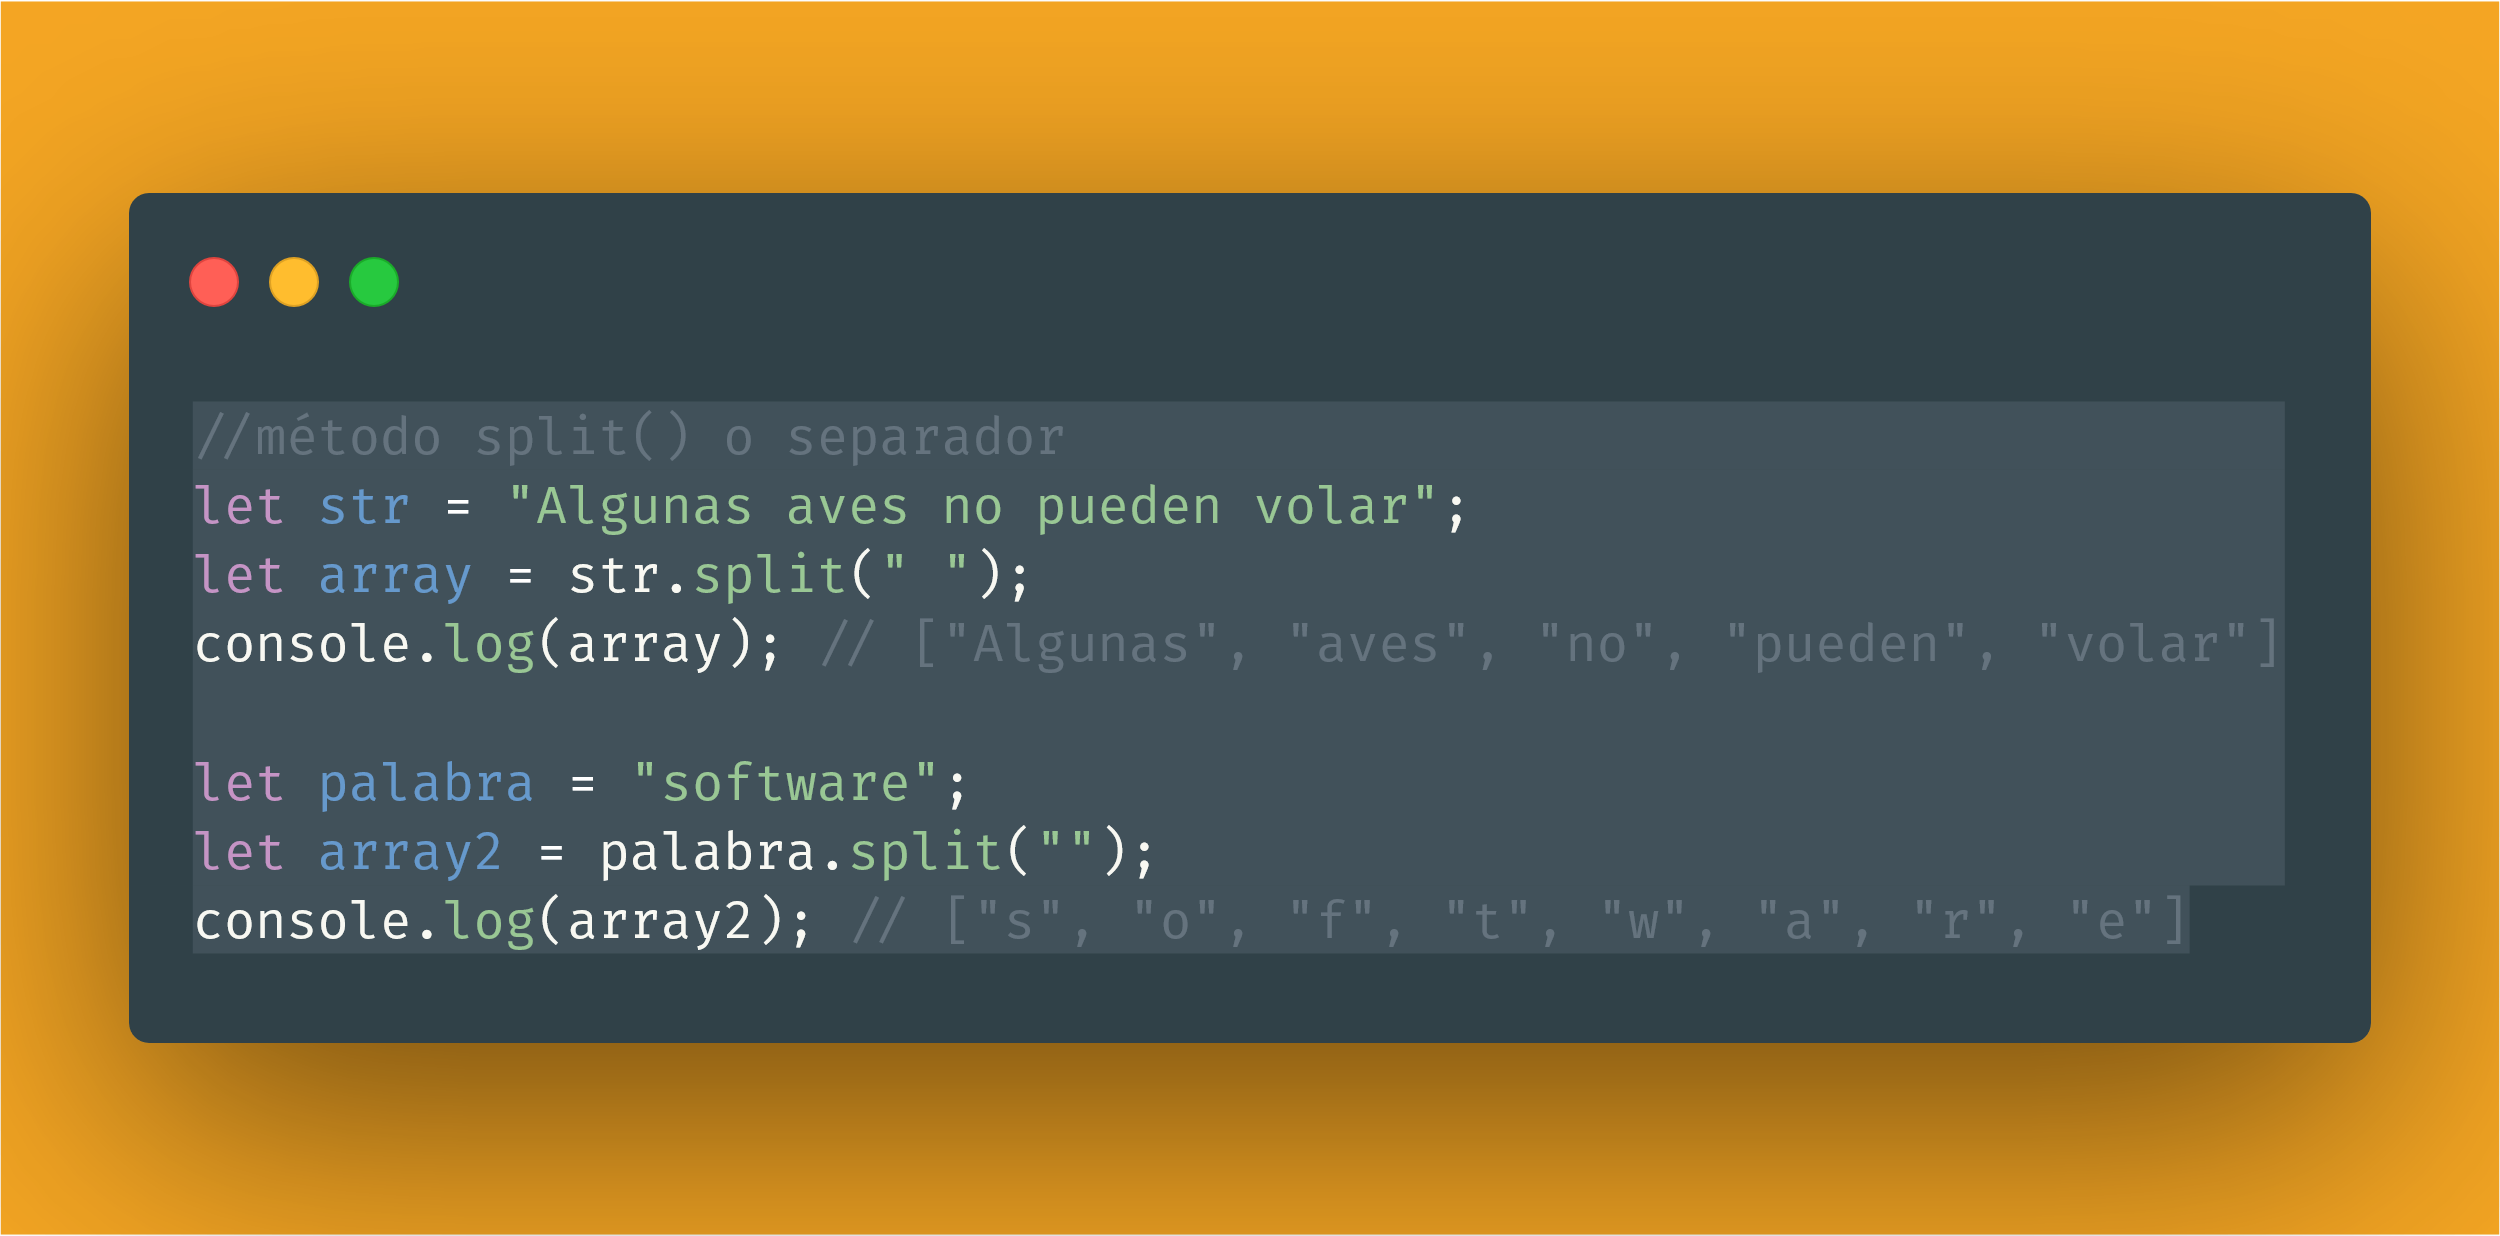 //método split() o separador
let str = "Algunas aves no pueden volar";
let array = str.split(" ");
console.log(array); // ["Algunas", "aves", "no", "pueden", "volar"]
let palabra = "software";
let array2 = palabra.split("");
console.log(array2); // ["s", "o", "f", "t", "w", "a", "r", "e"]